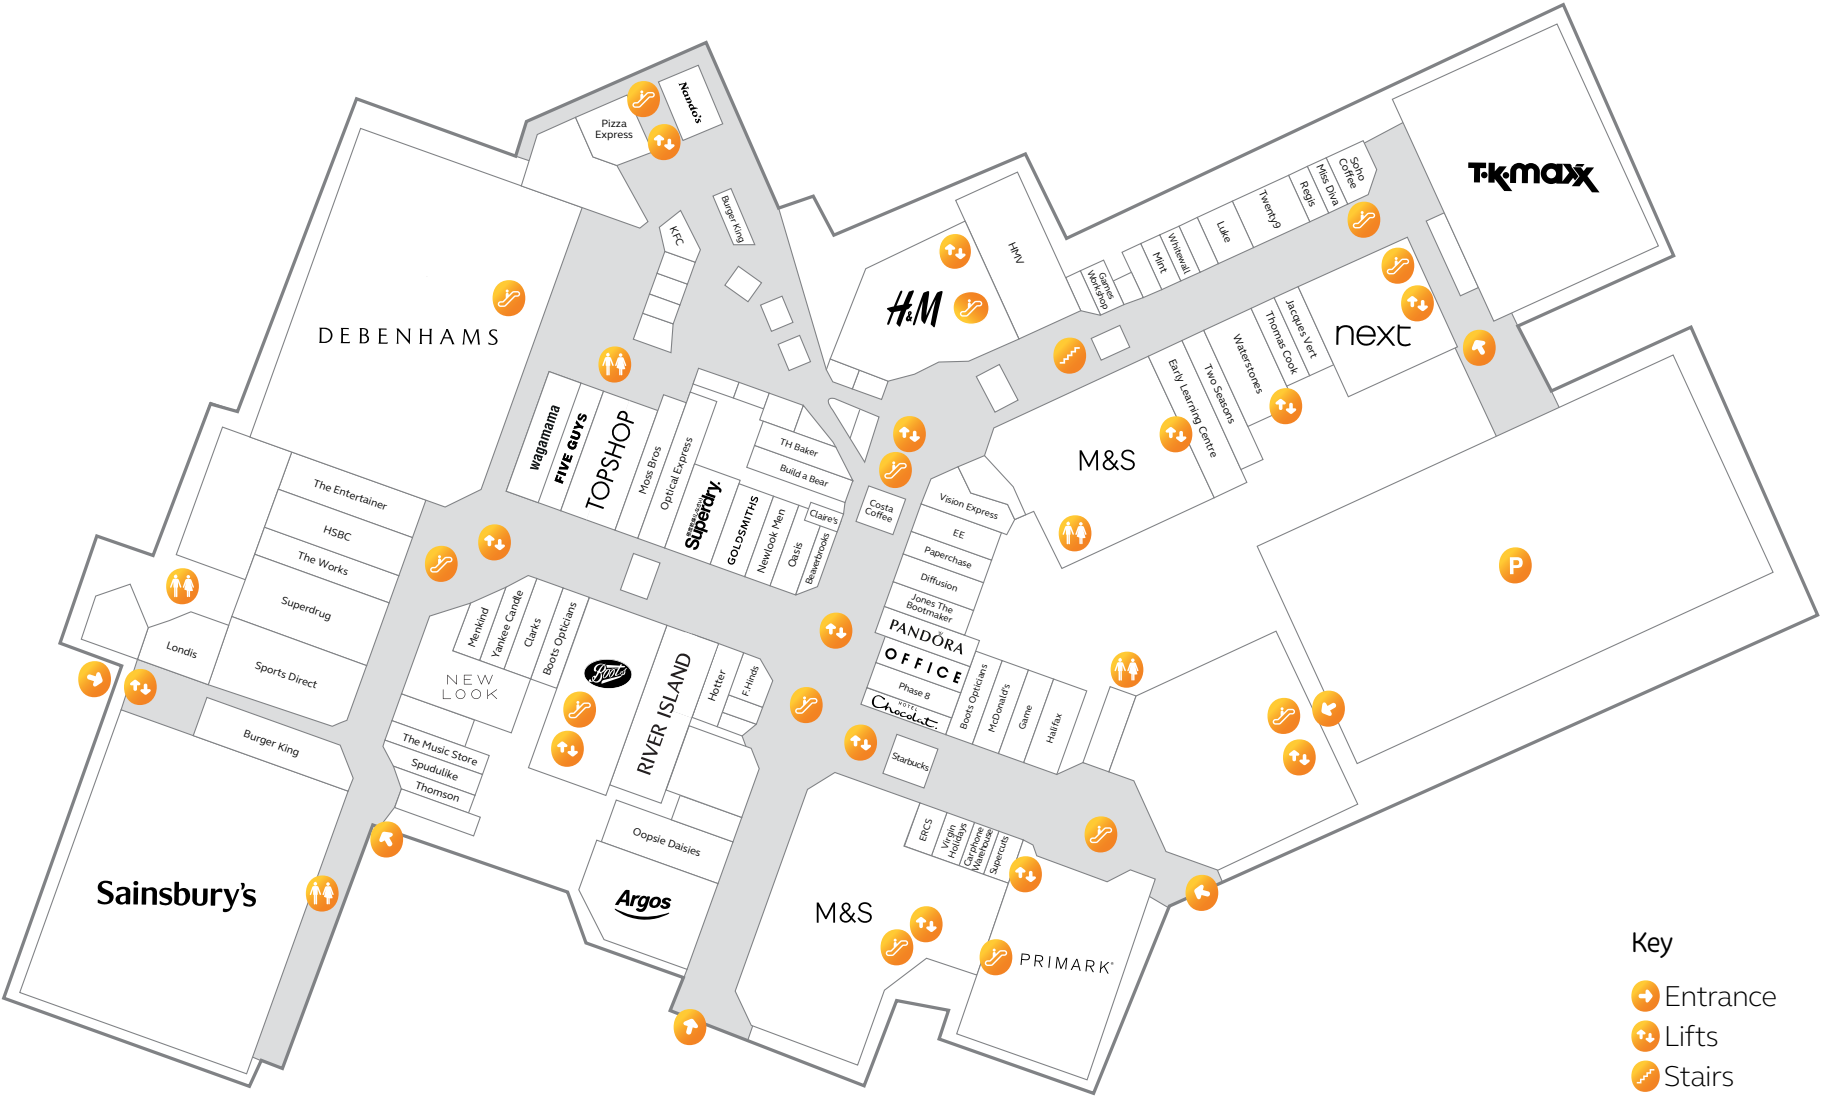 Nando's
Pizza
Express
Burger King
KFC
DEBENHAMS
H&M
HMV
Games
Workshop
Mint
Whitewall
Luke
Twenty9
Regis
Miss Diva
Soho
Coffee
T·K·maxx
next
Jacques Vert
Thomas Cook
Waterstones
Two Seasons
Early Learning Centre
M&S
wagamama
FIVE GUYS
TOPSHOP
Moss Bros
Optical Express
Superdry.
GOLDSMITHS
Newlook Men
Oasis
Beaverbrooks
Claire's
TH Baker
Build a Bear
Costa
Coffee
Vision Express
EE
Paperchase
Diffusion
Jones The
Bootmaker
PANDÖRA
OFFICE
Phase 8
HOTEL
Chocolat
Boots Opticians
McDonald's
Game
Halifax
P
The Entertainer
HSBC
The Works
Superdrug
Sports Direct
Londis
Burger King
Sainsbury's
Menkind
Yankee Candle
Clarks
Boots Opticians
NEW
LOOK
Boots
RIVER ISLAND
Hotter
F.Hinds
The Music Store
Spudulike
Thomson
Oopsie Daisies
Argos
Starbucks
ERCS
Virgin
Holidays
Carphone
Warehouse
Supercuts
M&S
PRIMARK®
Key
Entrance
Lifts
Stairs